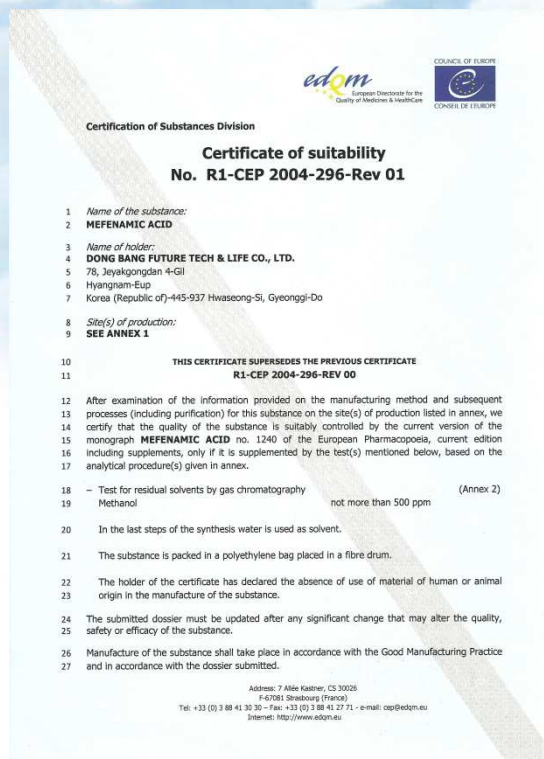 edqm
European Directorate for the
Quality of Medicines & HealthCare
COUNCIL OF EUROPE
CONSEIL DE L'EUROPE
Certification of Substances Division
Certificate of suitability
No. R1-CEP 2004-296-Rev 01
1 Name of the substance:
2 MEFENAMIC ACID
3 Name of holder:
4 DONG BANG FUTURE TECH & LIFE CO., LTD.
5 78, Jeyakgongdan 4-Gil
6 Hyangnam-Eup
7 Korea (Republic of)-445-937 Hwaseong-Si, Gyeonggi-Do
8 Site(s) of production:
9 SEE ANNEX 1
10 THIS CERTIFICATE SUPERSEDES THE PREVIOUS CERTIFICATE
11 R1-CEP 2004-296-REV 00
12 After examination of the information provided on the manufacturing method and subsequent
13 processes (including purification) for this substance on the site(s) of production listed in annex, we
14 certify that the quality of the substance is suitably controlled by the current version of the
15 monograph MEFENAMIC ACID no. 1240 of the European Pharmacopoeia, current edition
16 including supplements, only if it is supplemented by the test(s) mentioned below, based on the
17 analytical procedure(s) given in annex.
18 – Test for residual solvents by gas chromatography (Annex 2)
19 Methanol not more than 500 ppm
20 In the last steps of the synthesis water is used as solvent.
21 The substance is packed in a polyethylene bag placed in a fibre drum.
22 The holder of the certificate has declared the absence of use of material of human or animal
23 origin in the manufacture of the substance.
24 The submitted dossier must be updated after any significant change that may alter the quality,
25 safety or efficacy of the substance.
26 Manufacture of the substance shall take place in accordance with the Good Manufacturing Practice
27 and in accordance with the dossier submitted.
Address: 7 Allée Kastner, CS 30026
F-67081 Strasbourg (France)
Tel: +33 (0) 3 88 41 30 30 – Fax: +33 (0) 3 88 41 27 71 - e-mail: cep@edqm.eu
Internet: http://www.edqm.eu